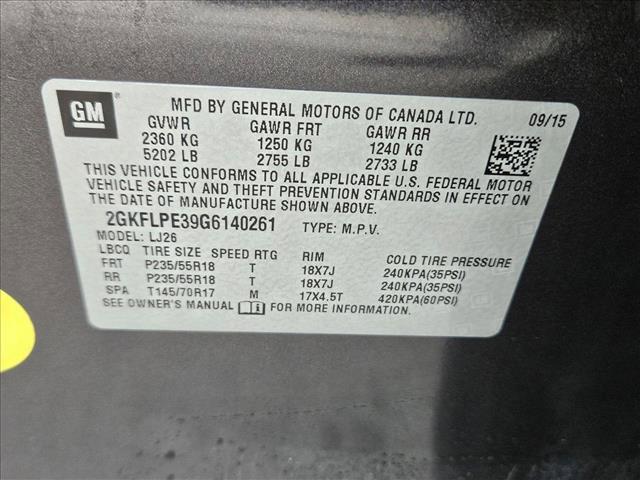 GM
MFD BY GENERAL MOTORS OF CANADA LTD. 09/15
GVWR GAWR FRT GAWR RR
2360 KG 1250 KG 1240 KG
5202 LB 2755 LB 2733 LB
THIS VEHICLE CONFORMS TO ALL APPLICABLE U.S. FEDERAL MOTOR
VEHICLE SAFETY AND THEFT PREVENTION STANDARDS IN EFFECT ON
THE DATE OF MANUFACTURE SHOWN ABOVE.
2GKFLPE39G6140261 TYPE: M.P.V.
MODEL: LJ26
LBCQ TIRE SIZE SPEED RTG RIM COLD TIRE PRESSURE
FRT P235/55R18 T 18X7J 240KPA(35PSI)
RR P235/55R18 T 18X7J 240KPA(35PSI)
SPA T145/70R17 M 17X4.5T 420KPA(60PSI)
SEE OWNER'S MANUAL FOR MORE INFORMATION.